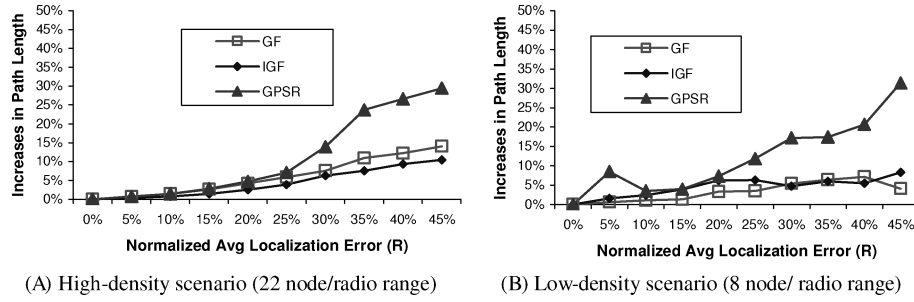 (A)
Increases in Path Length
50%
45%
40%
35%
30%
25%
20%
15%
10%
5%
0%
GF
IGF
GPSR
0% 5% 10% 15% 20% 25% 30% 35% 40% 45%
Normalized Avg Localization Error (R)
(A) High-density scenario (22 node/radio range)
(B)
Increases in Path Length
50%
45%
40%
35%
30%
25%
20%
15%
10%
5%
0%
GF
IGF
GPSR
0% 5% 10% 15% 20% 25% 30% 35% 40% 45%
Normalized Avg Localization Error (R)
(B) Low-density scenario (8 node/ radio range)